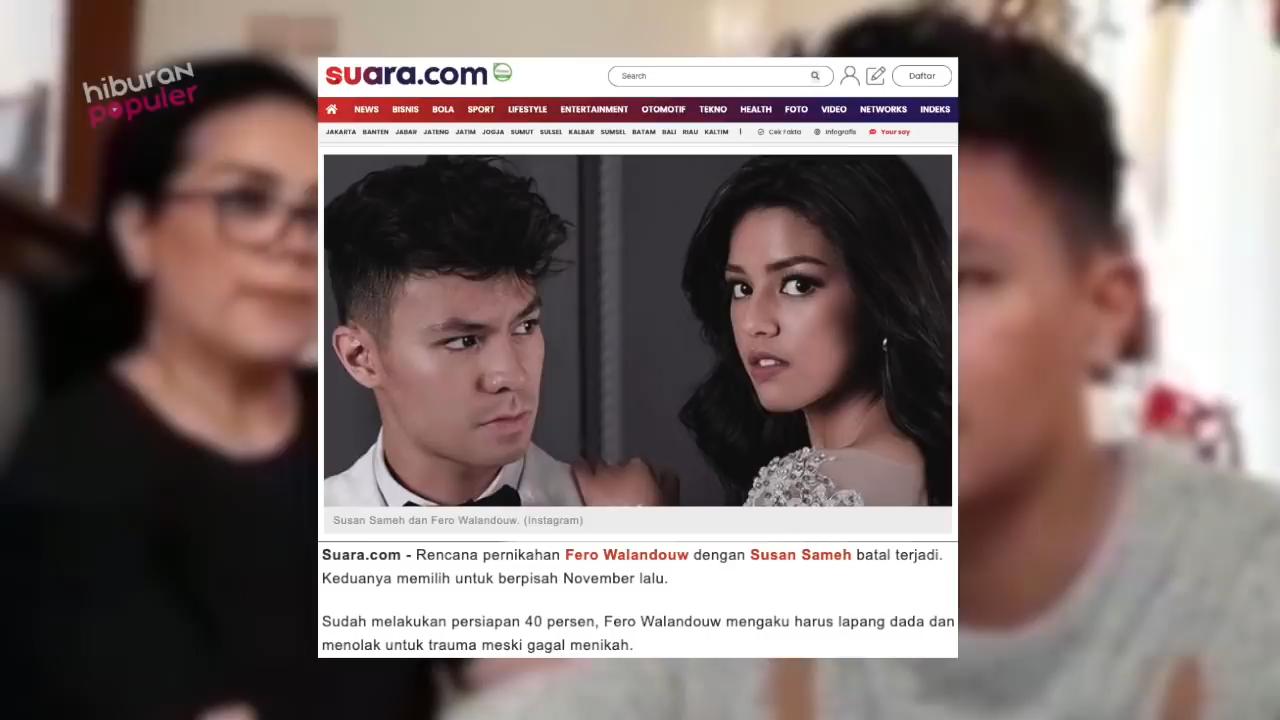 hiburan
populer
suara.com
Search
Daftar
NEWS BISNIS BOLA SPORT LIFESTYLE ENTERTAINMENT OTOMOTIF TEKNO HEALTH FOTO VIDEO NETWORKS INDEKS
JAKARTA BANTEN JABAR JATENG JATIM JOGJA SUMUT SULSEL KALBAR SUMSEL BATAM BALI RIAU KALTIM | Cek Fakta Infografis Your say
Susan Sameh dan Fero Walandouw. (Instagram)
Suara.com - Rencana pernikahan Fero Walandouw dengan Susan Sameh batal terjadi.
Keduanya memilih untuk berpisah November lalu.
Sudah melakukan persiapan 40 persen, Fero Walandouw mengaku harus lapang dada dan
menolak untuk trauma meski gagal menikah.